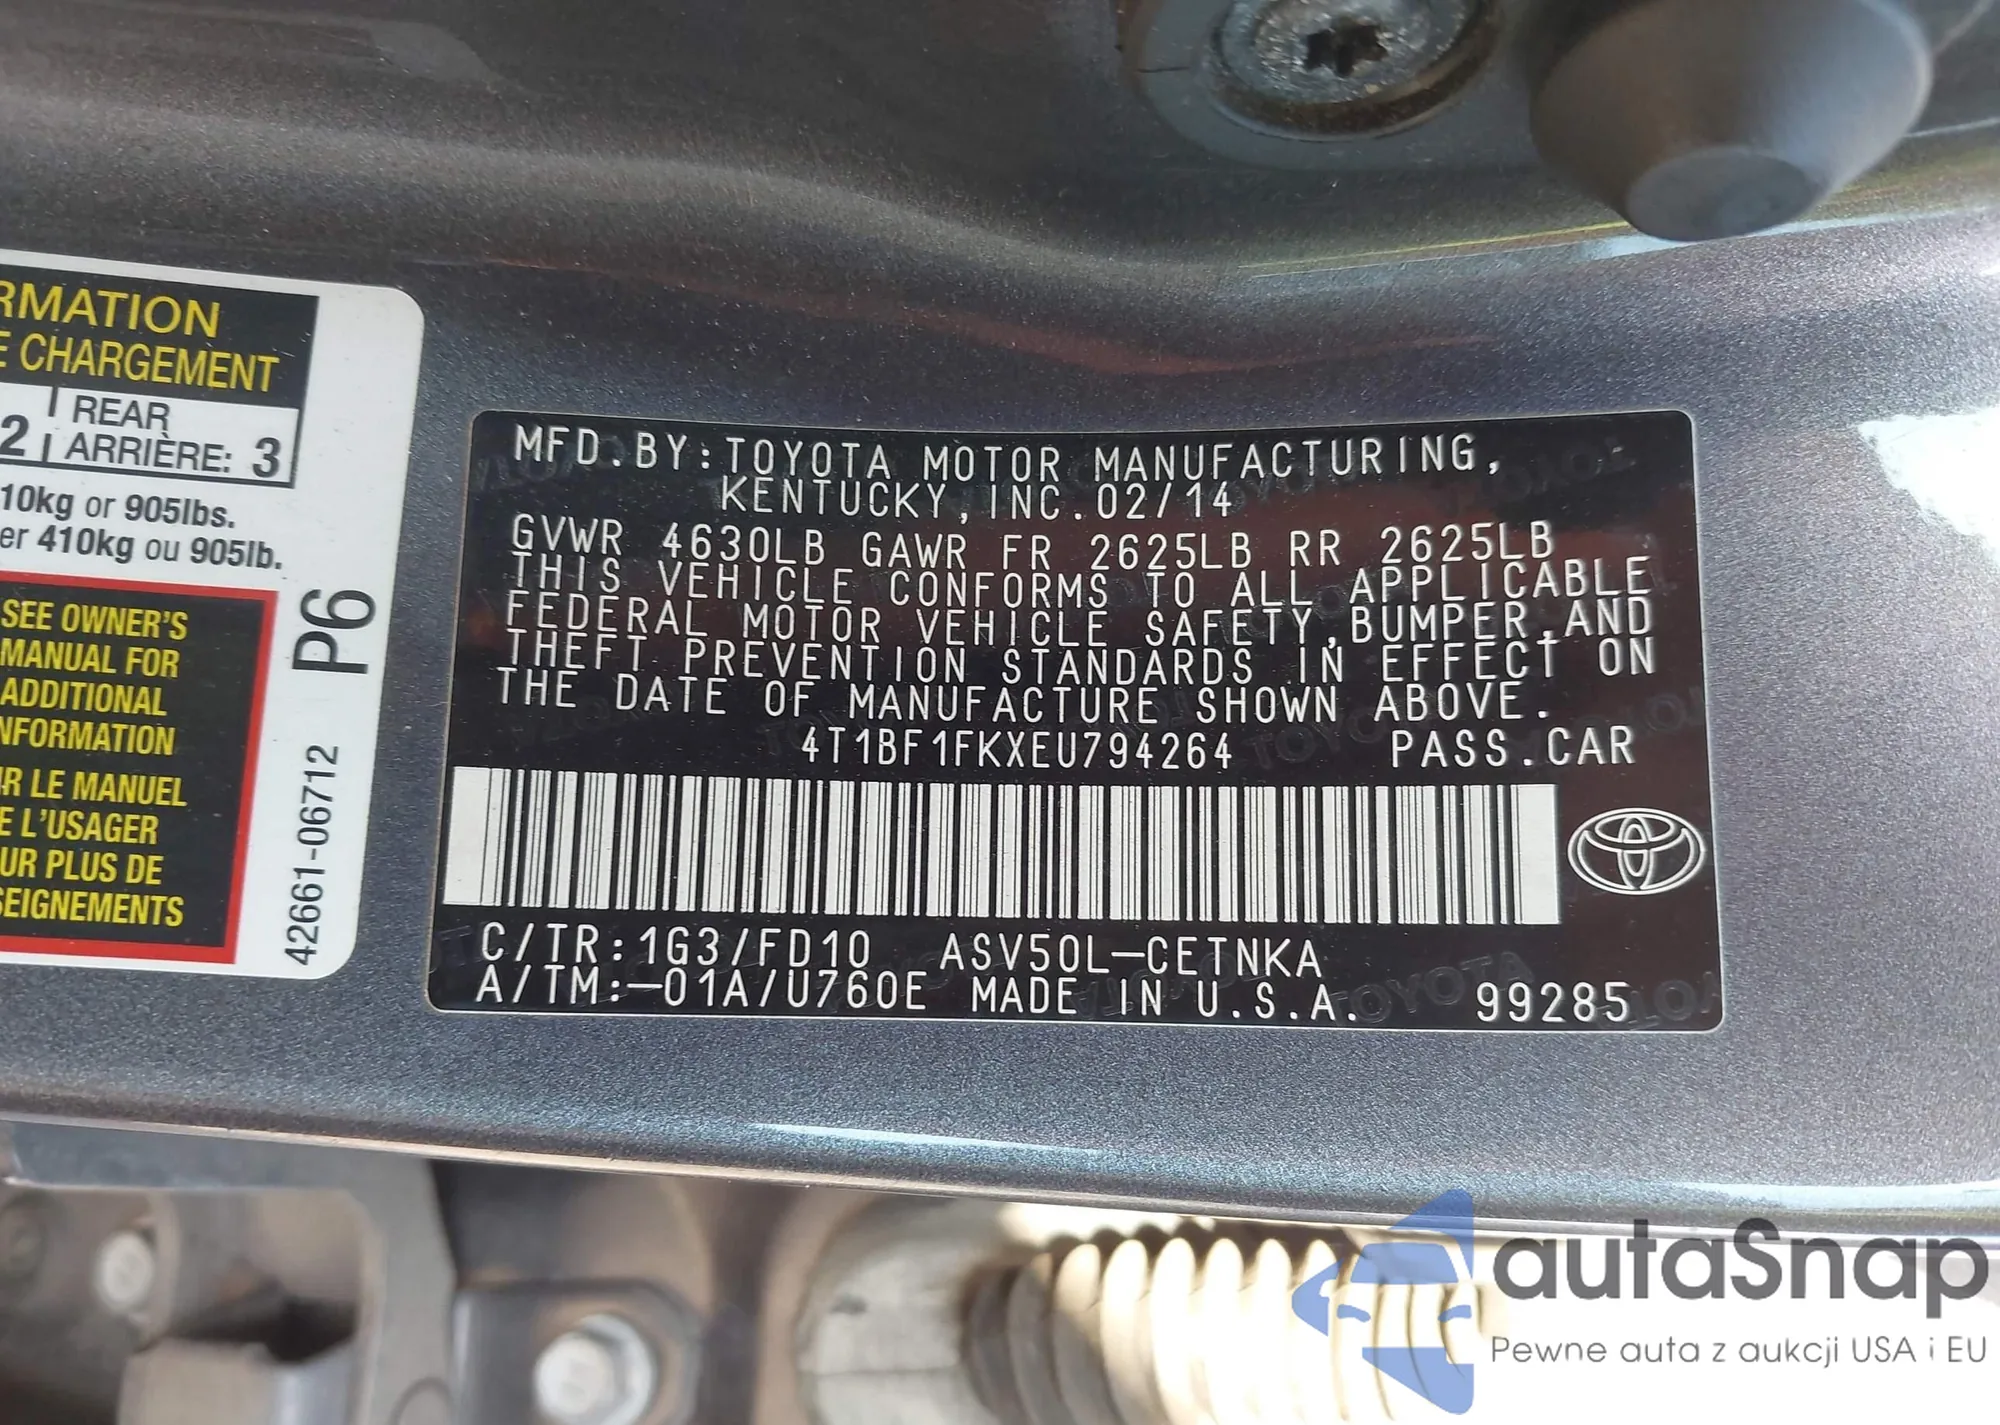 RMATION
E CHARGEMENT
2 REAR
ARRIÈRE: 3
10kg or 905lbs.
er 410kg ou 905lb.
SEE OWNER'S
MANUAL FOR
ADDITIONAL
NFORMATION
R LE MANUEL
E L'USAGER
UR PLUS DE
SEIGNEMENTS
42661-06712 P6
MFD.BY:TOYOTA MOTOR MANUFACTURING,
KENTUCKY,INC.02/14
GVWR 4630LB GAWR FR 2625LB RR 2625LB
THIS VEHICLE CONFORMS TO ALL APPLICABLE
FEDERAL MOTOR VEHICLE SAFETY,BUMPER,AND
THEFT PREVENTION STANDARDS IN EFFECT ON
THE DATE OF MANUFACTURE SHOWN ABOVE.
4T1BF1FKXEU794264 PASS.CAR
C/TR:1G3/FD10 ASV50L-CETNKA
A/TM:-01A/U760E MADE IN U.S.A. 99285
autaSnap
Pewne auta z aukcji USA i EU